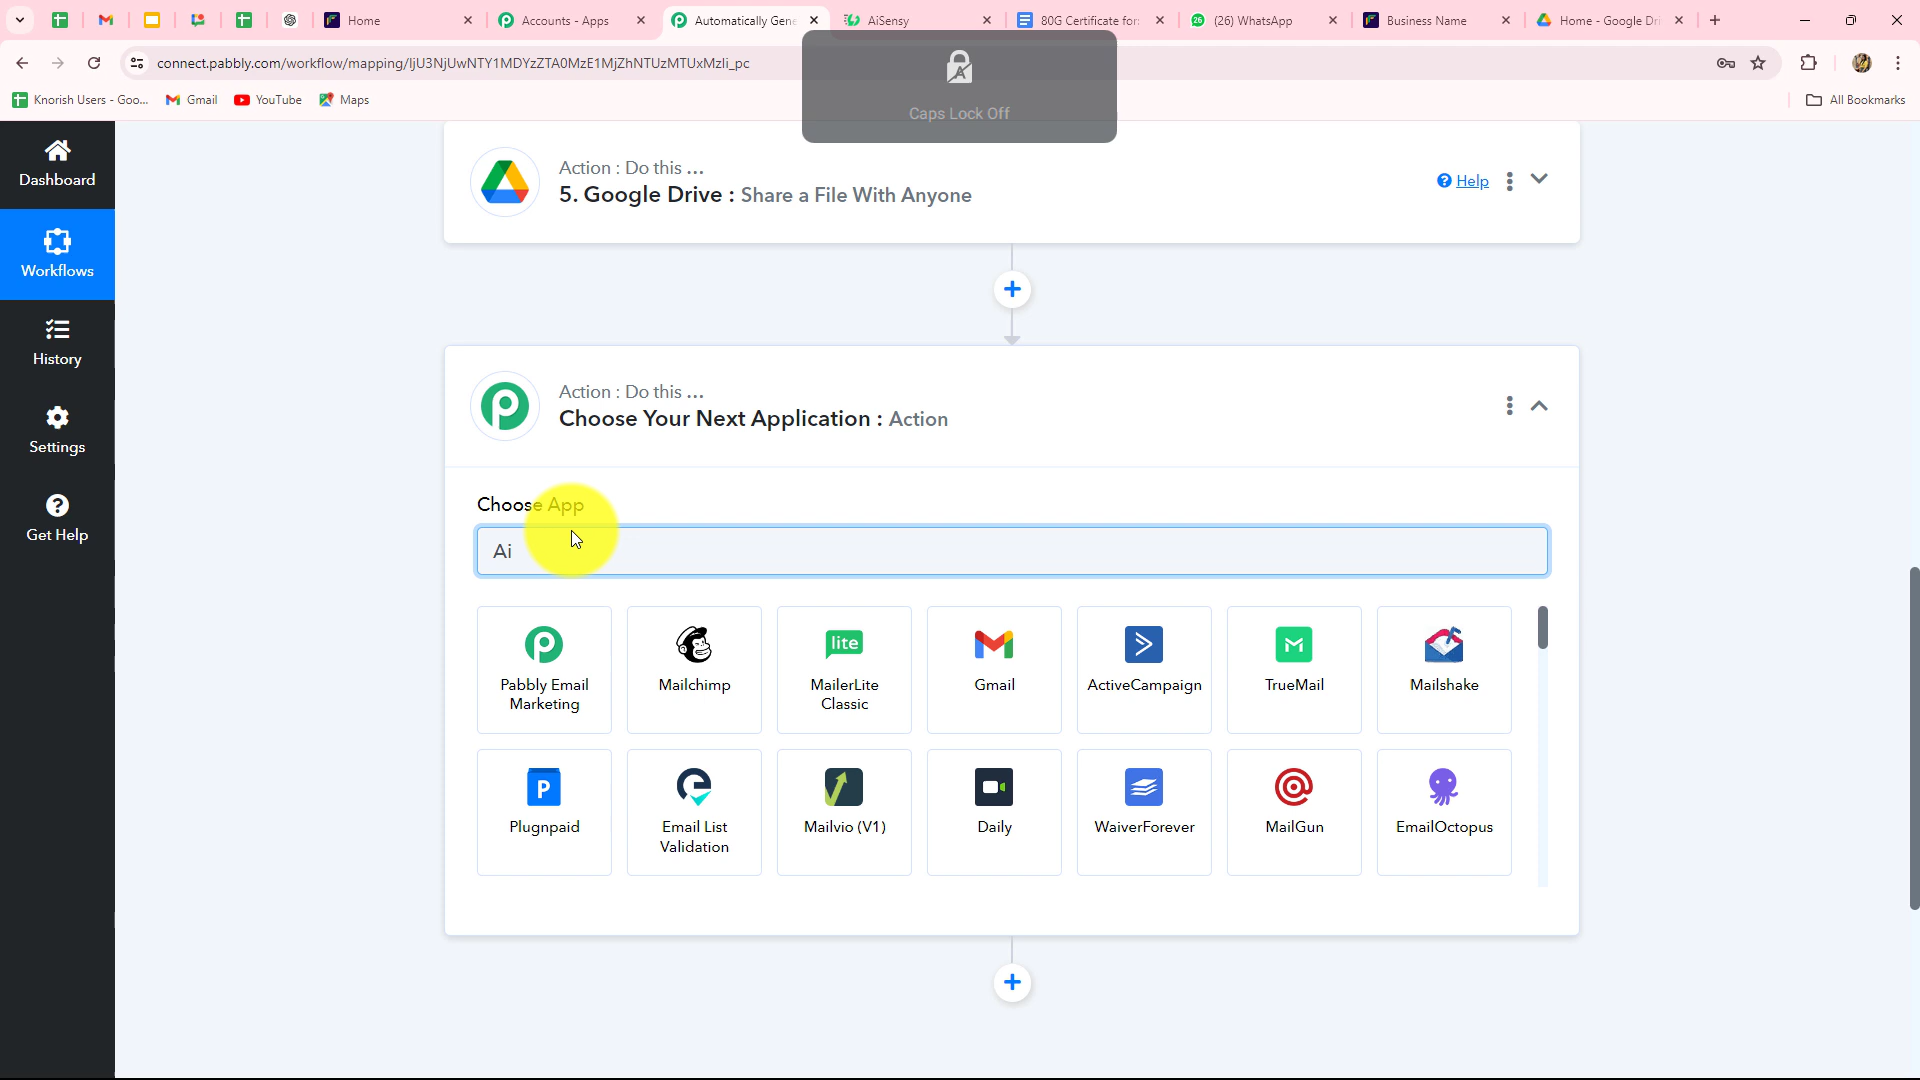 Home
Accounts - Apps
Automatically Gene
AiSensy
80G Certificate for
(26) WhatsApp
Business Name
Home - Google Dri
connect.pabbly.com/workflow/mapping/IjU3NjUwNTY1MDYzZTA0MzE1MjZhNTUzMTUxMzIi_pc
Caps Lock Off
Knorish Users - Goo...
Gmail
YouTube
Maps
All Bookmarks
Dashboard
Workflows
History
Settings
Get Help
Action : Do this ...
5. Google Drive : Share a File With Anyone
Help
Action : Do this ...
Choose Your Next Application : Action
Choose App
Ai
Pabbly Email
Marketing
Mailchimp
lite
MailerLite
Classic
Gmail
ActiveCampaign
TrueMail
Mailshake
Plugnpaid
Email List
Validation
Mailvio (V1)
Daily
WaiverForever
MailGun
EmailOctopus